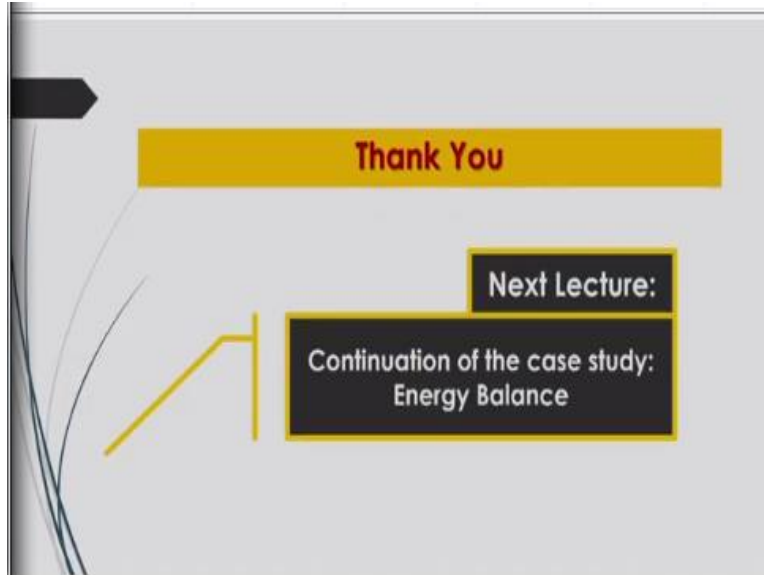 Thank You
Next Lecture:
Continuation of the case study:
Energy Balance